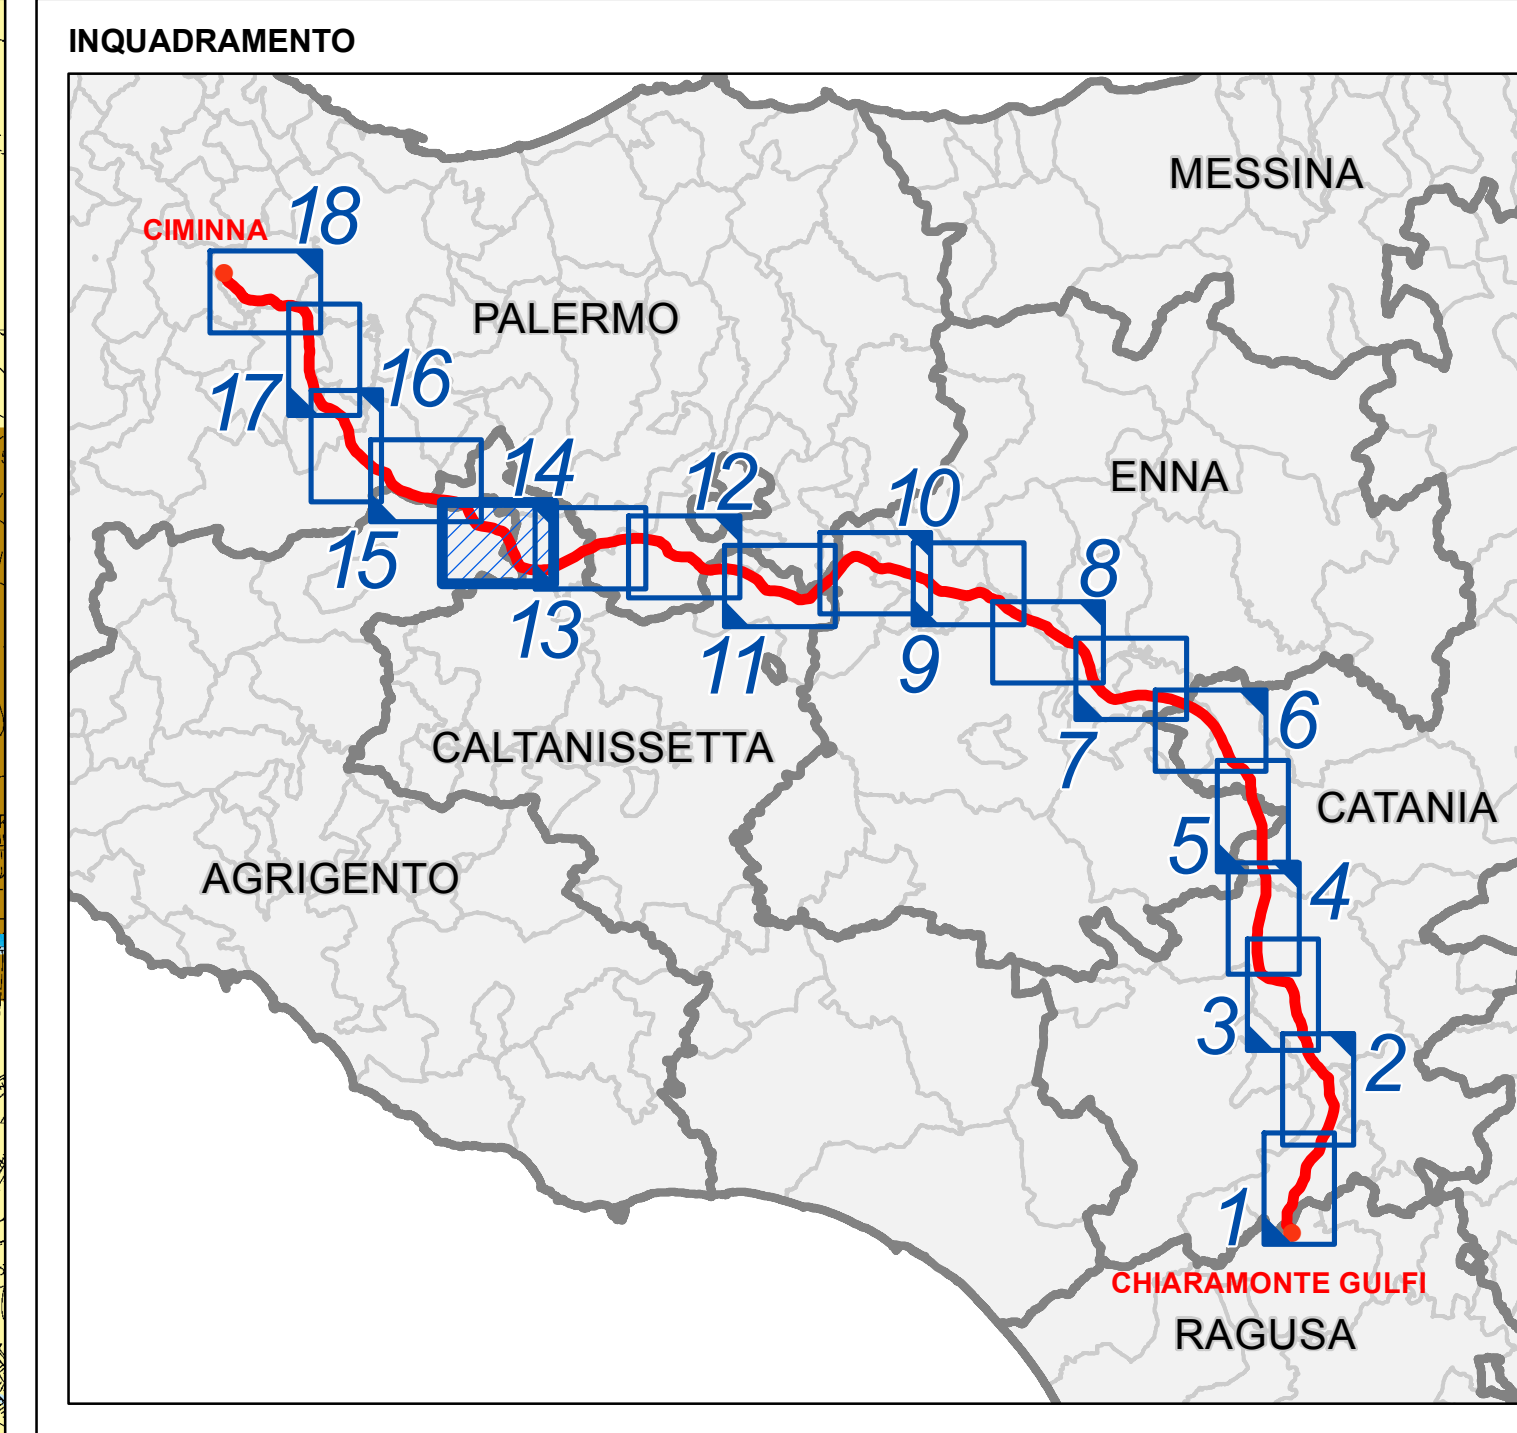 INQUADRAMENTO
MESSINA
18
CIMINNA
PALERMO
16
17
14
12
10
ENNA
15
8
13
11
9
6
7
CALTANISSETTA
CATANIA
5
4
AGRIGENTO
3
2
1
CHIARAMONTE GULFI
RAGUSA